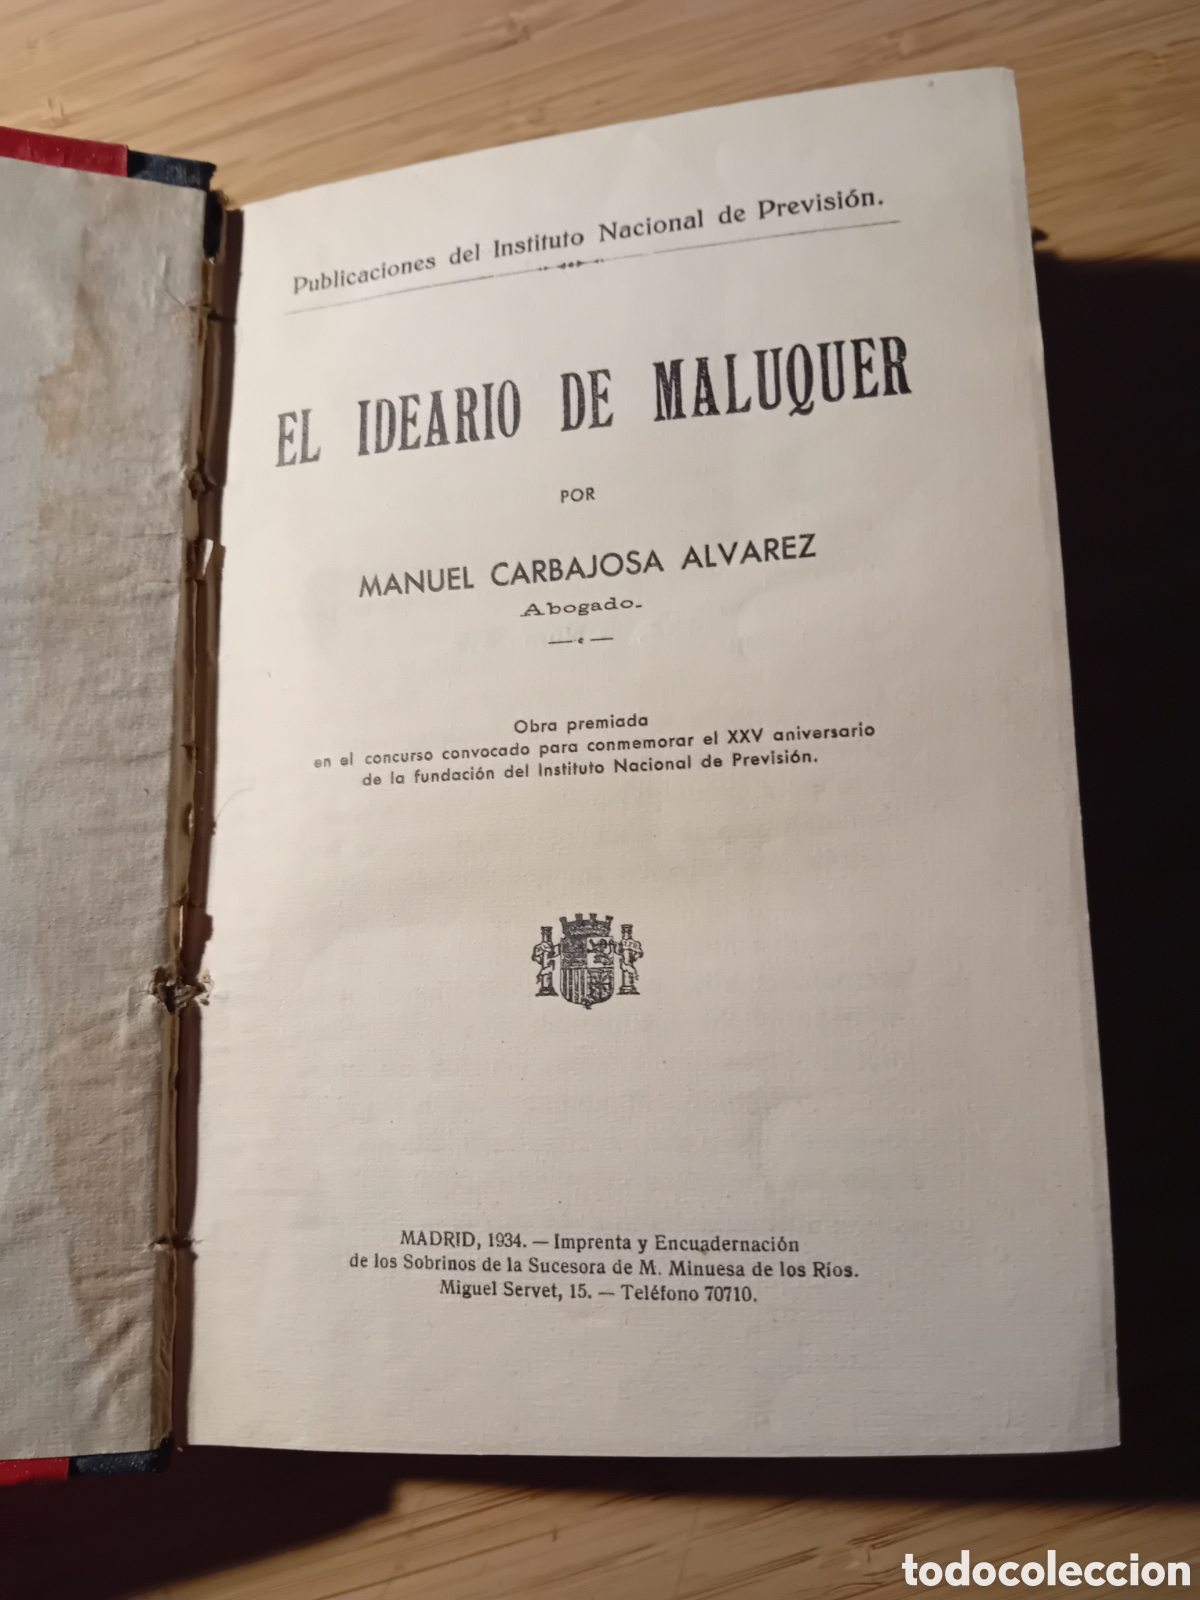 Publicaciones del Instituto Nacional de Previsión.
EL IDEARIO DE MALUQUER
POR
MANUEL CARBAJOSA ALVAREZ
Abogado.
Obra premiada
en el concurso convocado para conmemorar el XXV aniversario
de la fundación del Instituto Nacional de Previsión.
MADRID, 1934. — Imprenta y Encuadernación
de los Sobrinos de la Sucesora de M. Minuesa de los Ríos.
Miguel Servet, 15. — Teléfono 70710.
todocoleccion